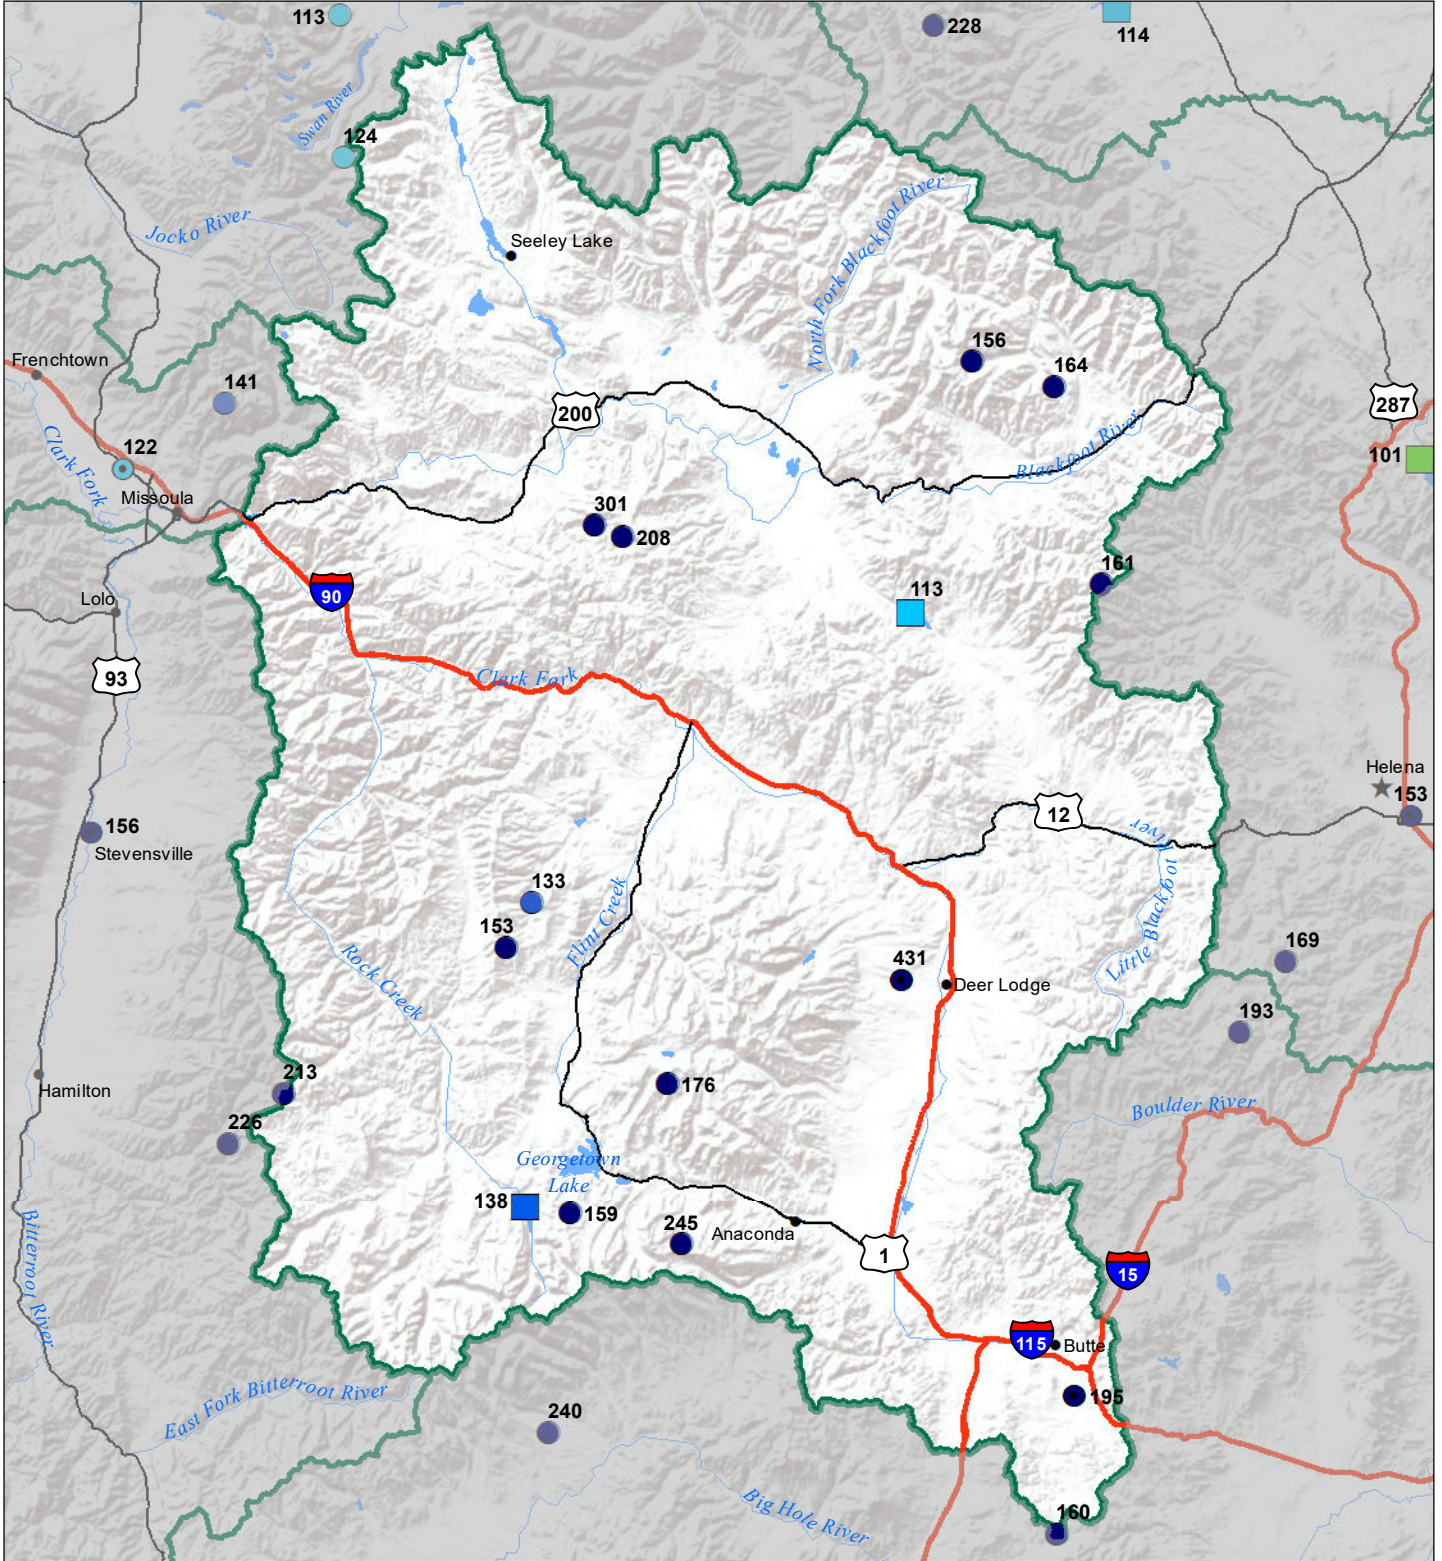 113
228
114
Swan River
124
Jocko River
North Fork Blackfoot River
Seeley Lake
156
164
Frenchtown
141
200
287
Clark Fork
122
Blackfoot River
101
Missoula
301
208
161
90
113
Lolo
93
Clark Fork
Helena
153
12
156
Stevensville
Little Blackfoot River
133
153
Flint Creek
Rock Creek
431
Deer Lodge
169
193
213
Hamilton
176
Boulder River
226
Georgetown
Lake
138
159
245
Anaconda
1
15
Bitterroot River
115
Butte
195
East Fork Bitterroot River
240
Big Hole River
160